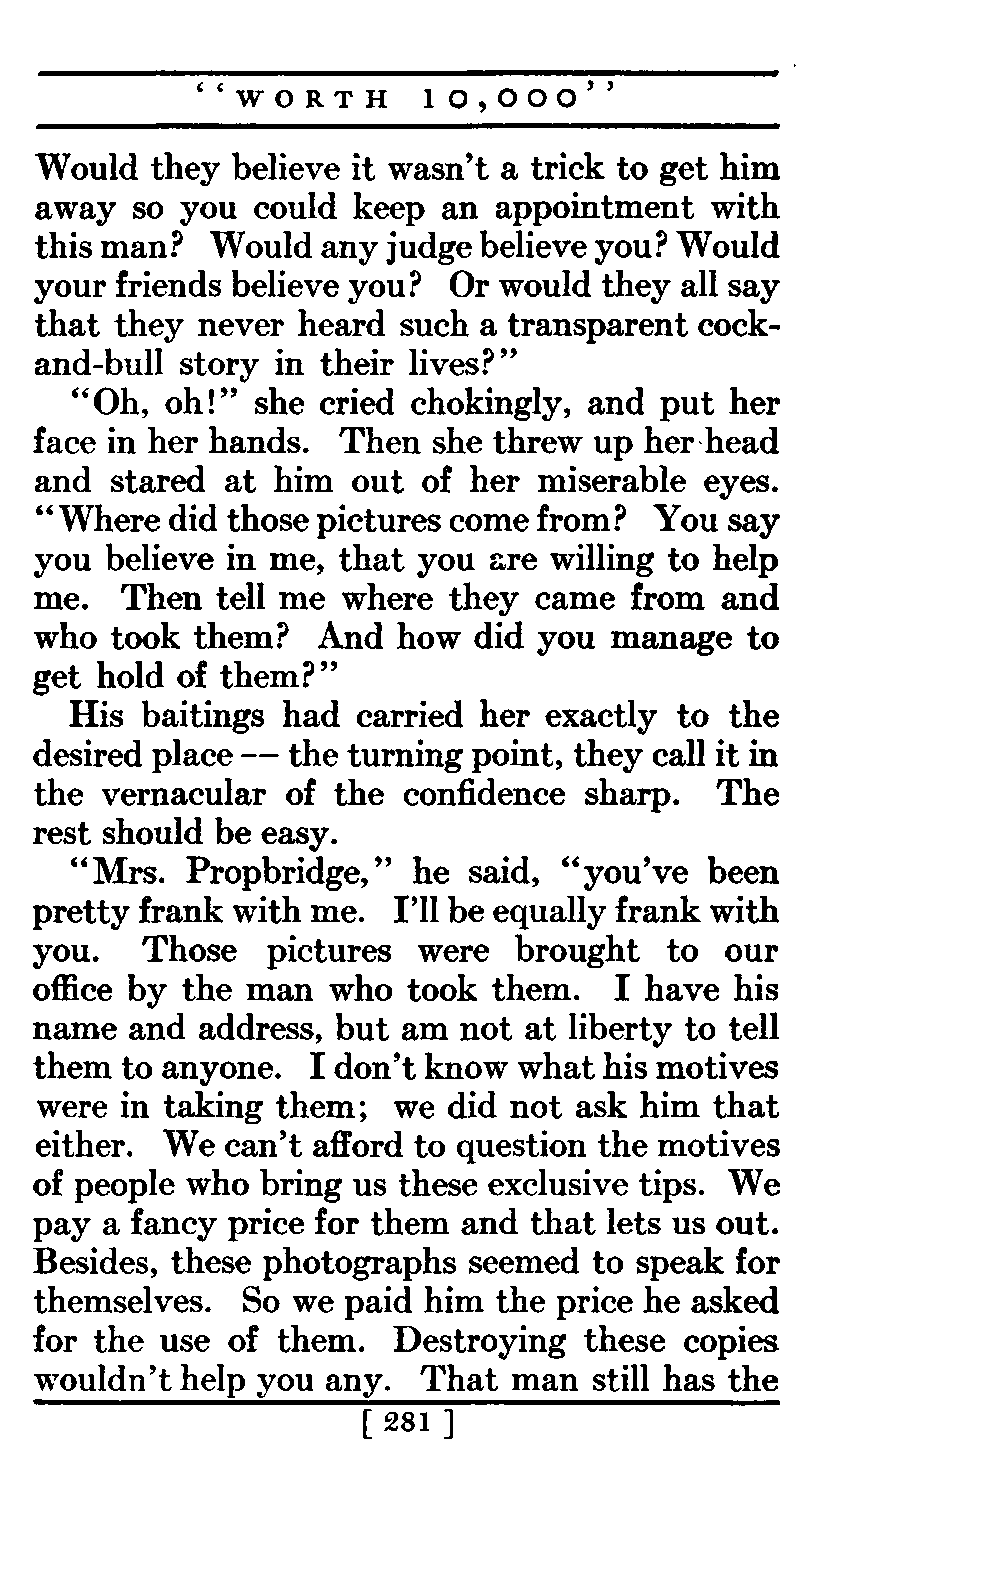 “WORTH 10,000”
Would they believe it wasn’t a trick to get him
away so you could keep an appointment with
this man? Would any judge believe you? Would
your friends believe you? Or would they all say
that they never heard such a transparent cock-
and-bull story in their lives?”
“Oh, oh!” she cried chokingly, and put her
face in her hands. Then she threw up her head
and stared at him out of her miserable eyes.
“Where did those pictures come from? You say
you believe in me, that you are willing to help
me. Then tell me where they came from and
who took them? And how did you manage to
get hold of them?”
His baitings had carried her exactly to the
desired place — the turning point, they call it in
the vernacular of the confidence sharp. The
rest should be easy.
“Mrs. Propbridge,” he said, “you’ve been
pretty frank with me. I’ll be equally frank with
you. Those pictures were brought to our
office by the man who took them. I have his
name and address, but am not at liberty to tell
them to anyone. I don’t know what his motives
were in taking them; we did not ask him that
either. We can’t afford to question the motives
of people who bring us these exclusive tips. We
pay a fancy price for them and that lets us out.
Besides, these photographs seemed to speak for
themselves. So we paid him the price he asked
for the use of them. Destroying these copies
wouldn’t help you any. That man still has the
[ 281 ]